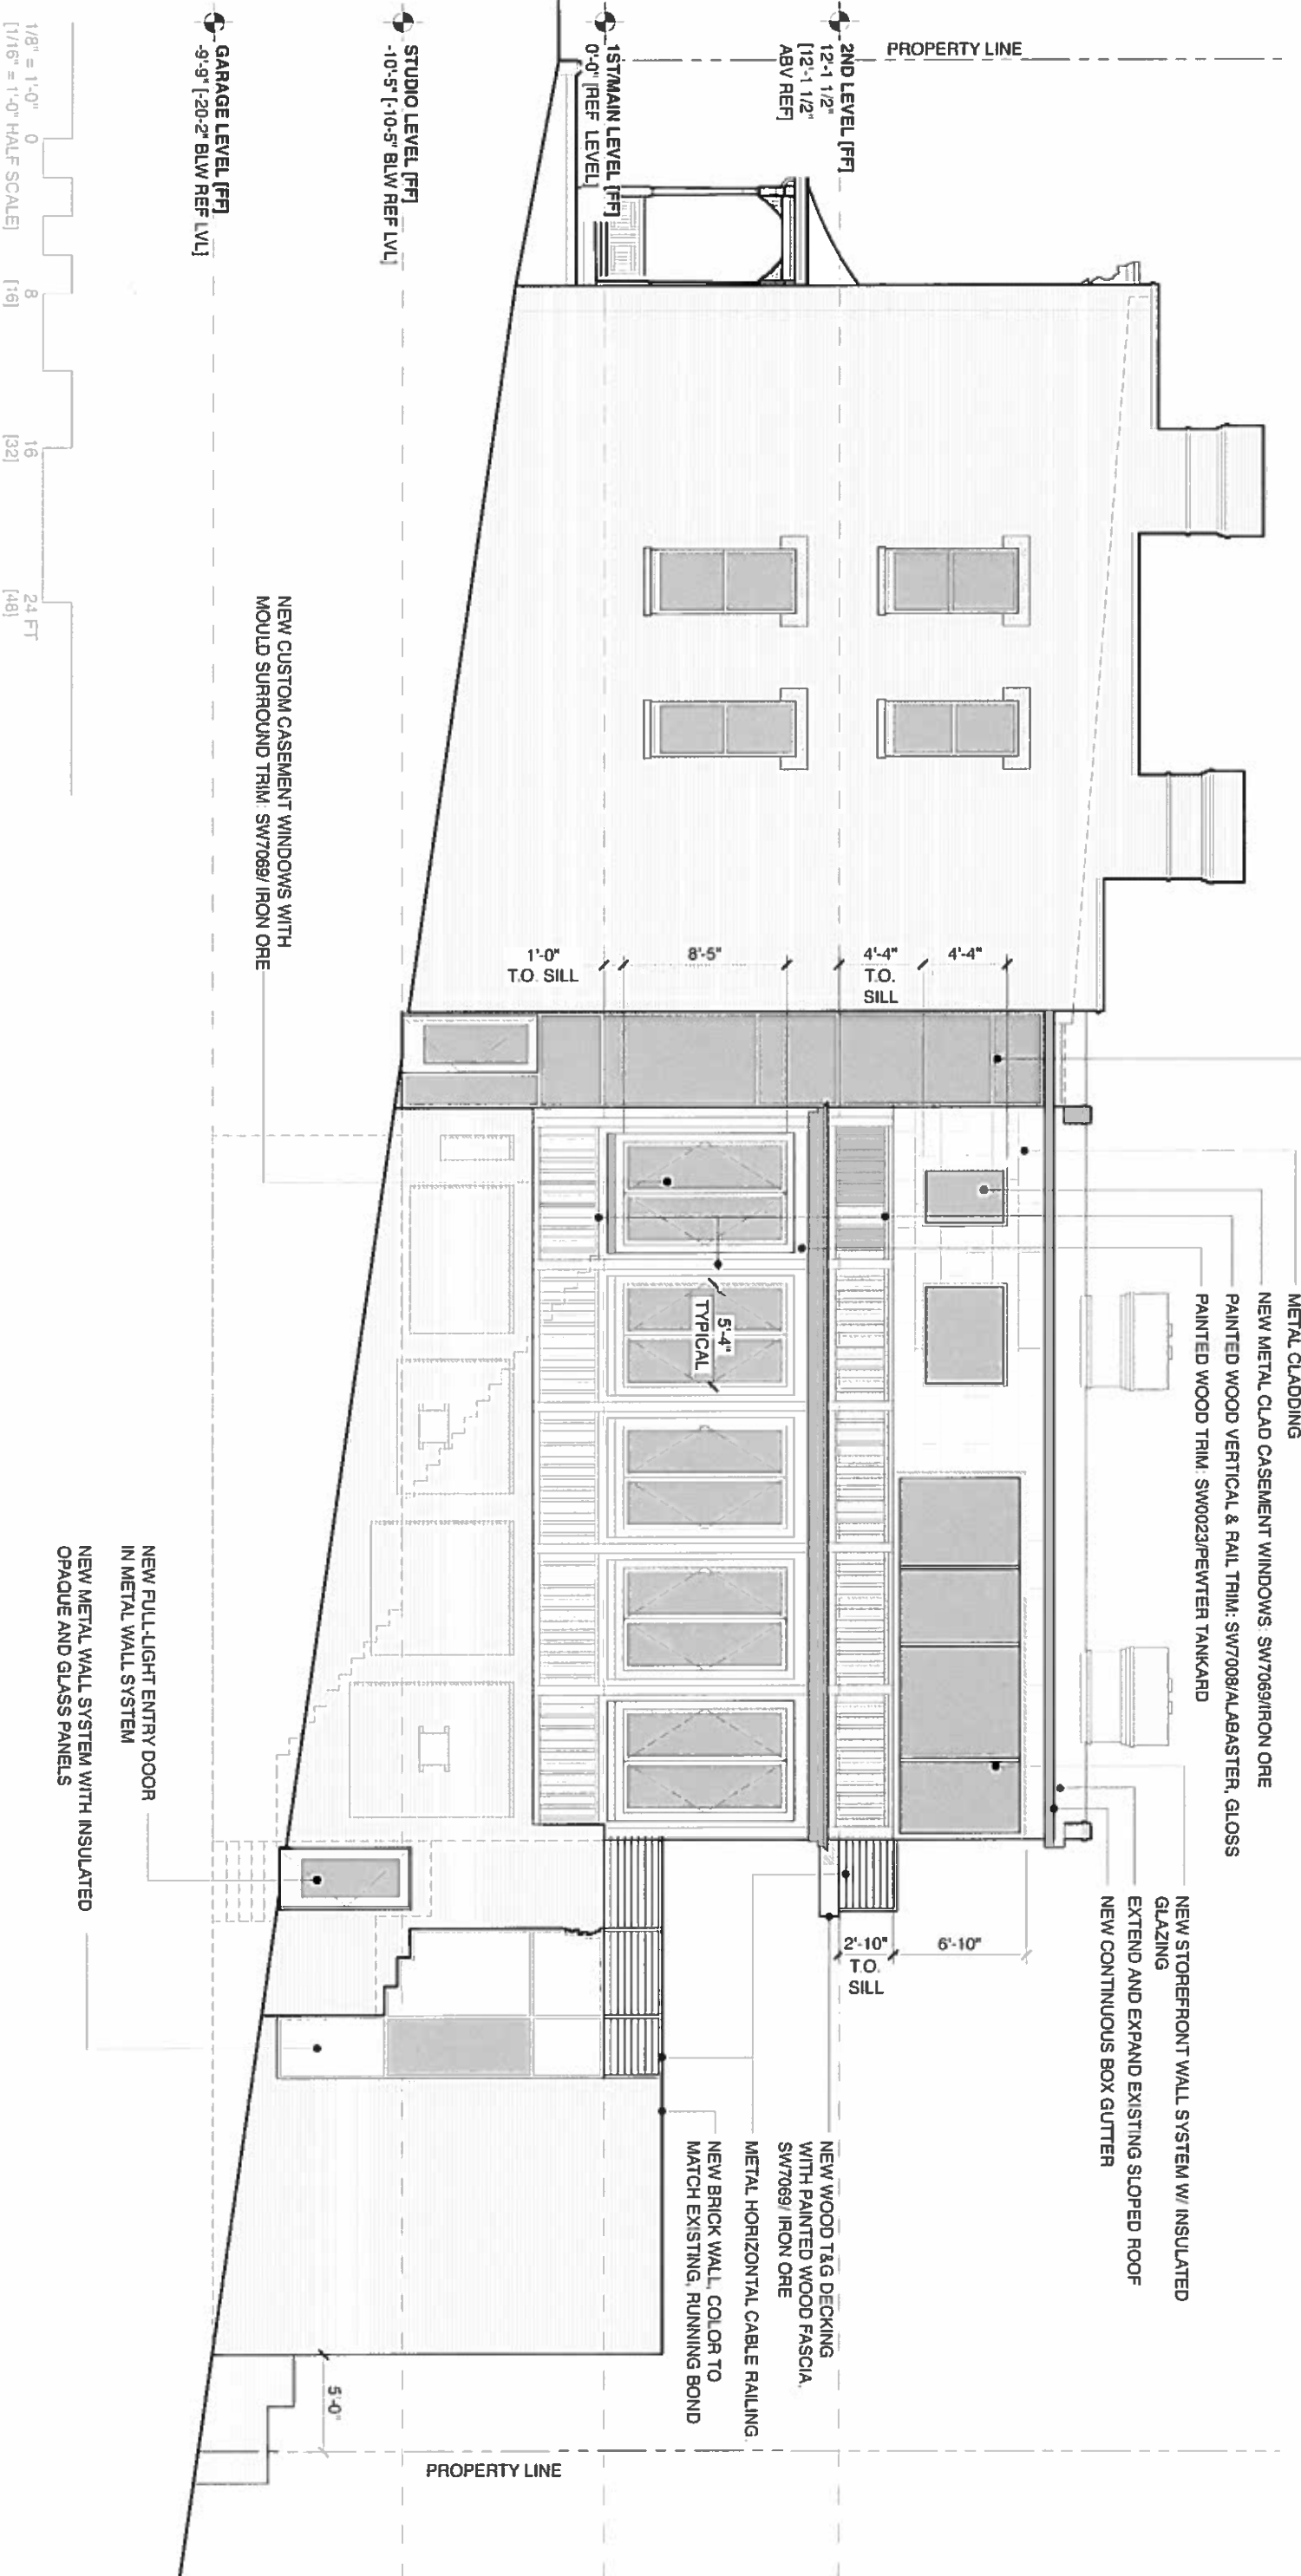 METAL CLADDING
NEW METAL CLAD CASEMENT WINDOWS: SW7069/IRON ORE
PAINTED WOOD VERTICAL & RAIL TRIM: SW7008/ALABASTER, GLOSS
PAINTED WOOD TRIM: SW0023/PEWTER TANKARD
NEW STOREFRONT WALL SYSTEM W/ INSULATED
GLAZING
EXTEND AND EXPAND EXISTING SLOPED ROOF
NEW CONTINUOUS BOX GUTTER
PROPERTY LINE
2ND LEVEL [FF]
12'-1 1/2"
[12'-1 1/2"
ABV REF]
1ST/MAIN LEVEL [FF]
0'-0" [REF LEVEL]
STUDIO LEVEL [FF]
-10'-5" [-10-5" BLW REF LVL]
GARAGE LEVEL [FF]
-9'-9" [-20-2" BLW REF LVL]
4'-4"
4'-4"
T.O.
SILL
8'-5"
1'-0"
T.O. SILL
5'-4"
TYPICAL
6'-10"
2'-10"
T.O.
SILL
NEW WOOD T&G DECKING
WITH PAINTED WOOD FASCIA,
SW7069/ IRON ORE
METAL HORIZONTAL CABLE RAILING
NEW BRICK WALL, COLOR TO
MATCH EXISTING, RUNNING BOND
5'-0"
PROPERTY LINE
NEW CUSTOM CASEMENT WINDOWS WITH
MOULD SURROUND TRIM: SW7069/ IRON ORE
NEW FULL-LIGHT ENTRY DOOR
IN METAL WALL SYSTEM
NEW METAL WALL SYSTEM WITH INSULATED
OPAQUE AND GLASS PANELS
1/8" = 1'-0" 0 8 16 24 FT
[1/16" = 1'-0" HALF SCALE] [16] [32] [48]